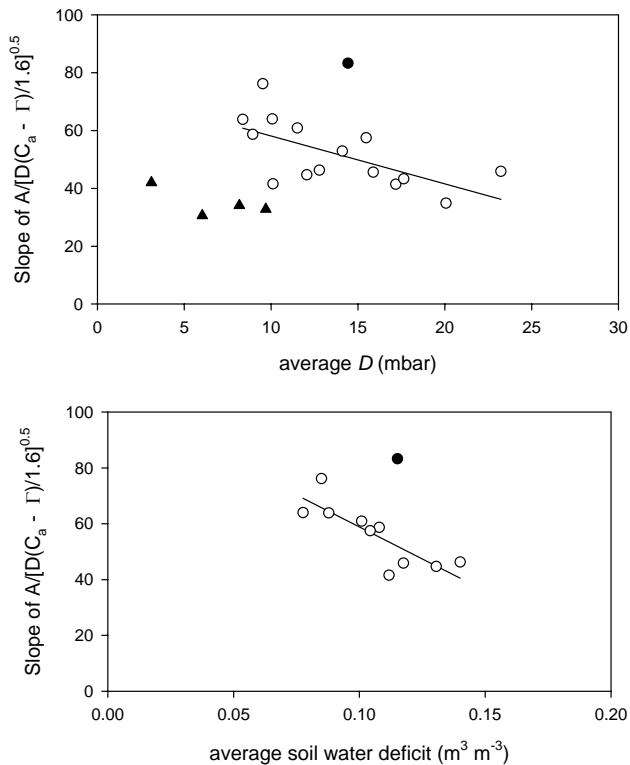 Slope of A/[D(Cₐ - Γ)/1.6]⁰·⁵
100
80
60
40
20
0
0 5 10 15 20 25 30
average D (mbar)
Slope of A/[D(Cₐ - Γ)/1.6]⁰·⁵
100
80
60
40
20
0
0.00 0.05 0.10 0.15 0.20
average soil water deficit (m³ m⁻³)